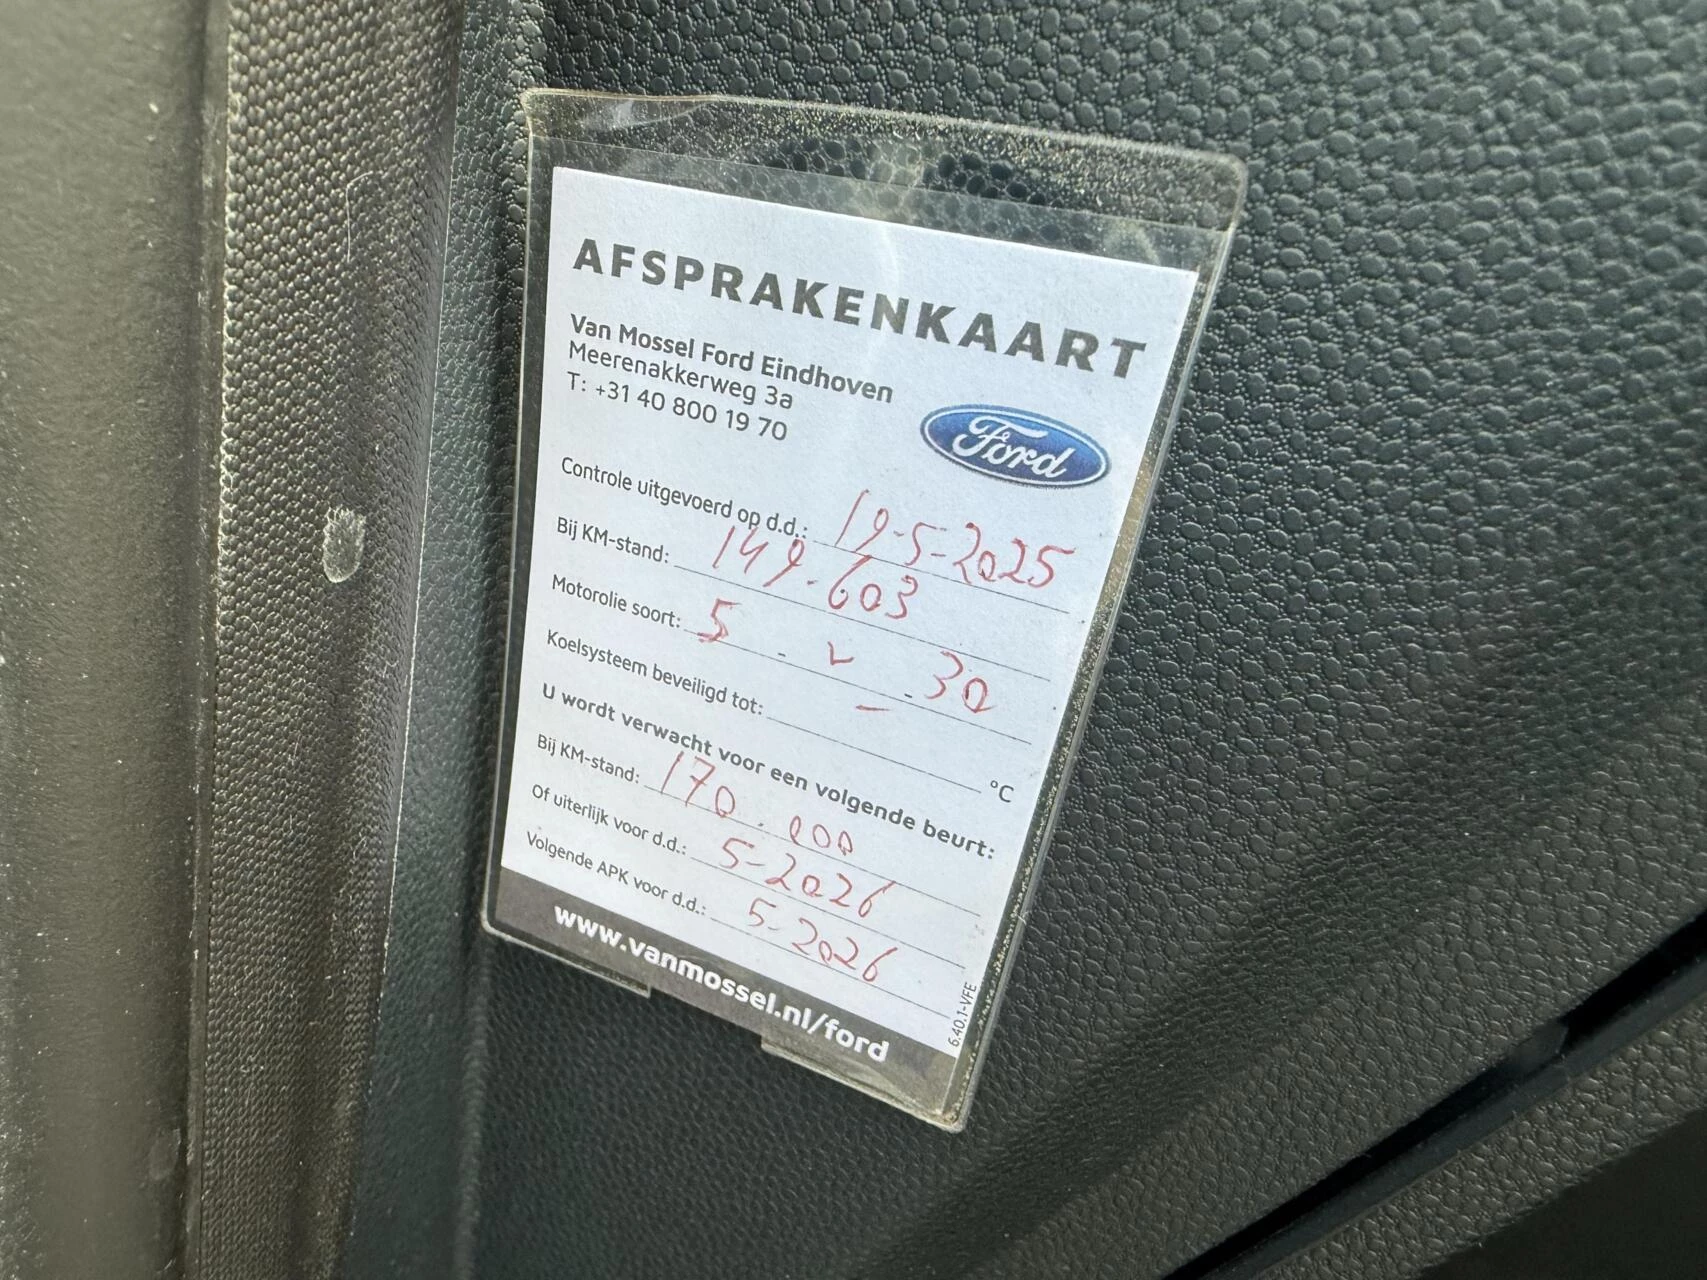 AFSPRAKENKAART
Van Mossel Ford Eindhoven
Meerenakkerweg 3a
T: +31 40 800 19 70
Ford
Controle uitgevoerd op d.d.: 19-5-2025
Bij KM-stand: 149.603
Motorolie soort: 5 - v - 30
Koelsysteem beveiligd tot: °C
U wordt verwacht voor een volgende beurt:
Bij KM-stand: 170.000
Of uiterlijk voor d.d.: 5-2026
Volgende APK voor d.d.: 5-2026
www.vanmossel.nl/ford
6.40.1-VFE